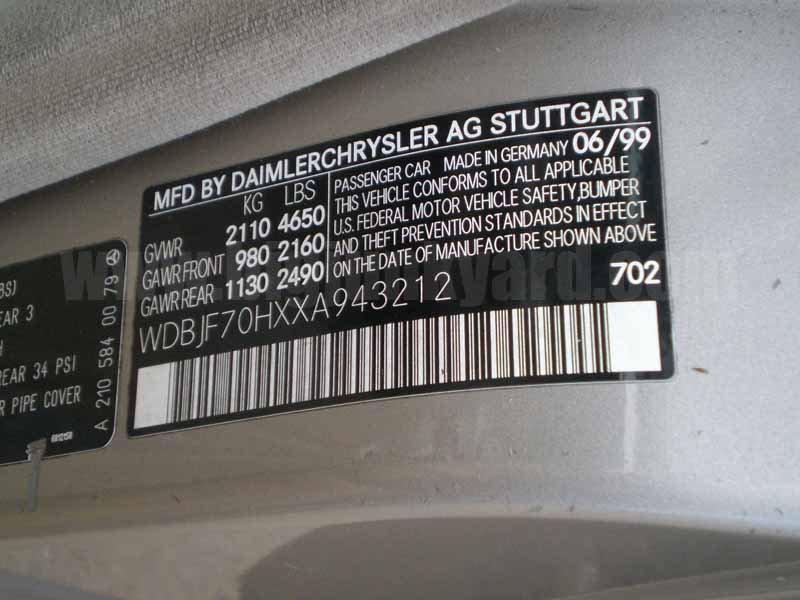 MFD BY DAIMLERCHRYSLER AG STUTTGART
KG LBS
GVWR 2110 4650
GAWR FRONT 980 2160
GAWR REAR 1130 2490
PASSENGER CAR MADE IN GERMANY 06/99
THIS VEHICLE CONFORMS TO ALL APPLICABLE
U.S. FEDERAL MOTOR VEHICLE SAFETY, BUMPER
AND THEFT PREVENTION STANDARDS IN EFFECT
ON THE DATE OF MANUFACTURE SHOWN ABOVE
702
WDBJF70HXXA943212
EAR 3
REAR 34 PSI
R PIPE COVER
A 210 584 00 79